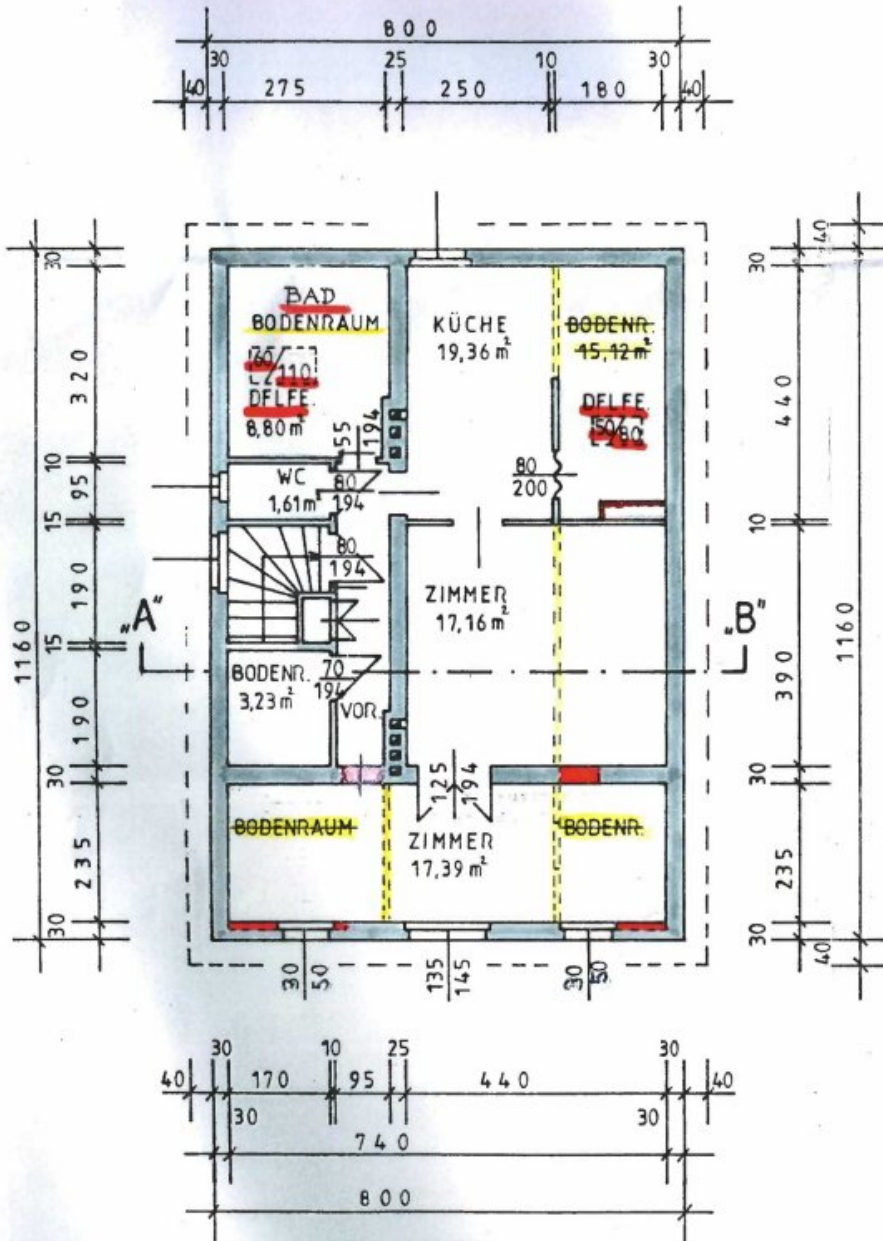 800
30 25 10 30
40 275 250 180 40
40
30
30
BAD
BODENRAUM
KÜCHE
19,36 m²
BODENR.
15,12 m²
60/110
DFLFE.
8,80 m²
DFLFE.
50/80
320
440
55
194
10
95
WC
1,61 m²
80
194
80
200
15
10
190
80
194
ZIMMER
17,16 m²
1160
1160
"A"
"B"
15
BODENR.
3,23 m²
70
194
VOR.
190
390
30
125
194
30
BODENRAUM
ZIMMER
17,39 m²
BODENR.
235
235
30
30
40
135
145
30 10 25 30
40 170 95 440 40
30 30
740
800